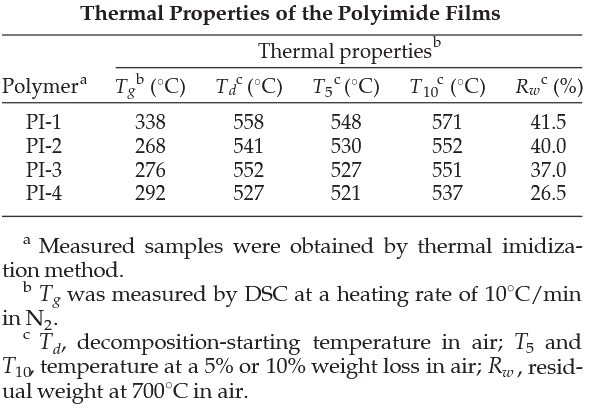 Thermal Properties of the Polyimide Films
Thermal properties^b
Polymer^a T_g^b (°C) T_d^c (°C) T_5^c (°C) T_10^c (°C) R_w^c (%)
PI-1 338 558 548 571 41.5
PI-2 268 541 530 552 40.0
PI-3 276 552 527 551 37.0
PI-4 292 527 521 537 26.5
^a Measured samples were obtained by thermal imidiza-
tion method.
^b T_g was measured by DSC at a heating rate of 10°C/min
in N_2.
^c T_d, decomposition-starting temperature in air; T_5 and
T_10, temperature at a 5% or 10% weight loss in air; R_w, resid-
ual weight at 700°C in air.